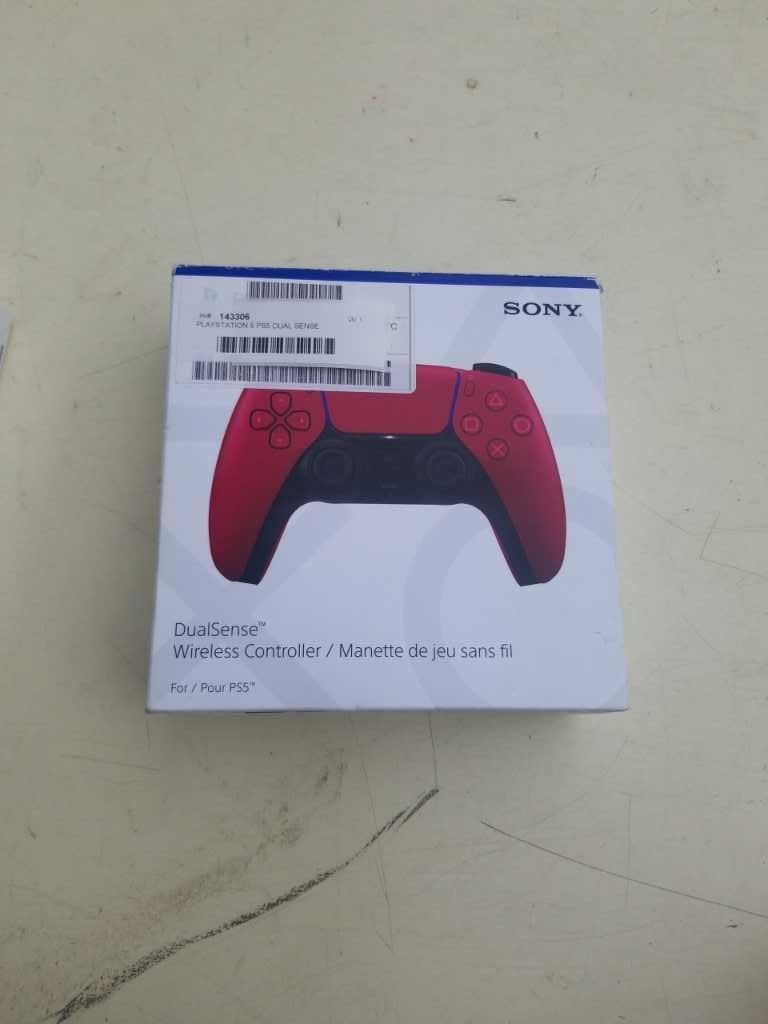 SONY
143306
PLAYSTATION 5 PS5 DUAL SENSE
DualSense™
Wireless Controller / Manette de jeu sans fil
For / Pour PS5™